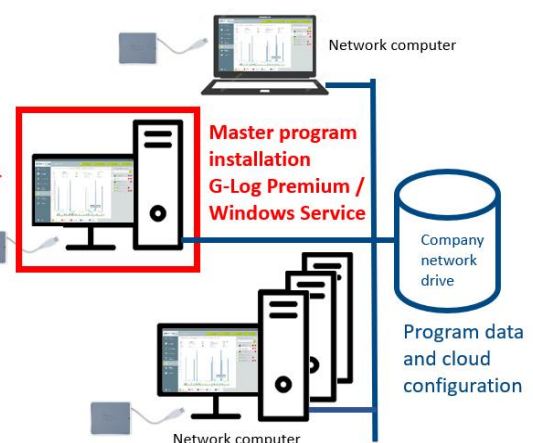 Network computer
Master program
installation
G-Log Premium /
Windows Service
Company
network
drive
Program data
and cloud
configuration
Network computer